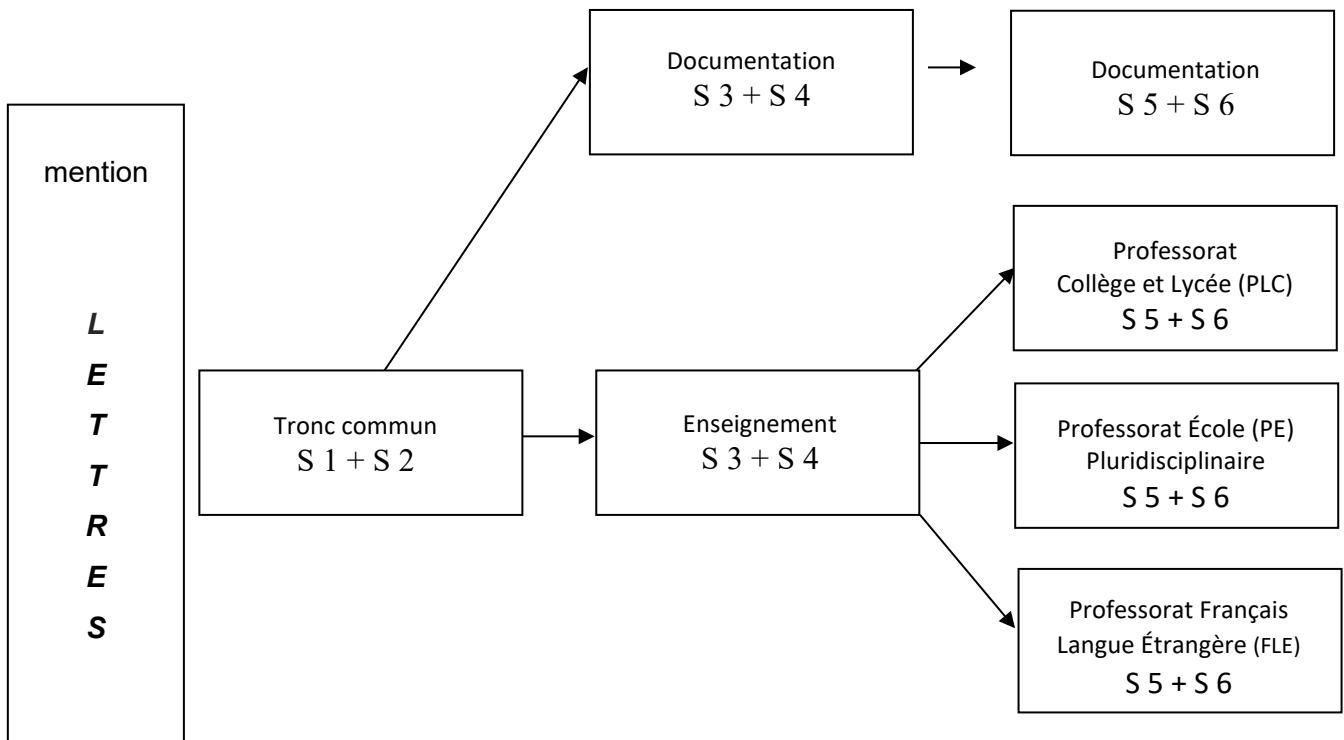 mention
L
E
T
T
R
E
S
Tronc commun
S 1 + S 2
Documentation
S 3 + S 4
Documentation
S 5 + S 6
Enseignement
S 3 + S 4
Professorat
Collège et Lycée (PLC)
S 5 + S 6
Professorat École (PE)
Pluridisciplinaire
S 5 + S 6
Professorat Français
Langue Étrangère (FLE)
S 5 + S 6